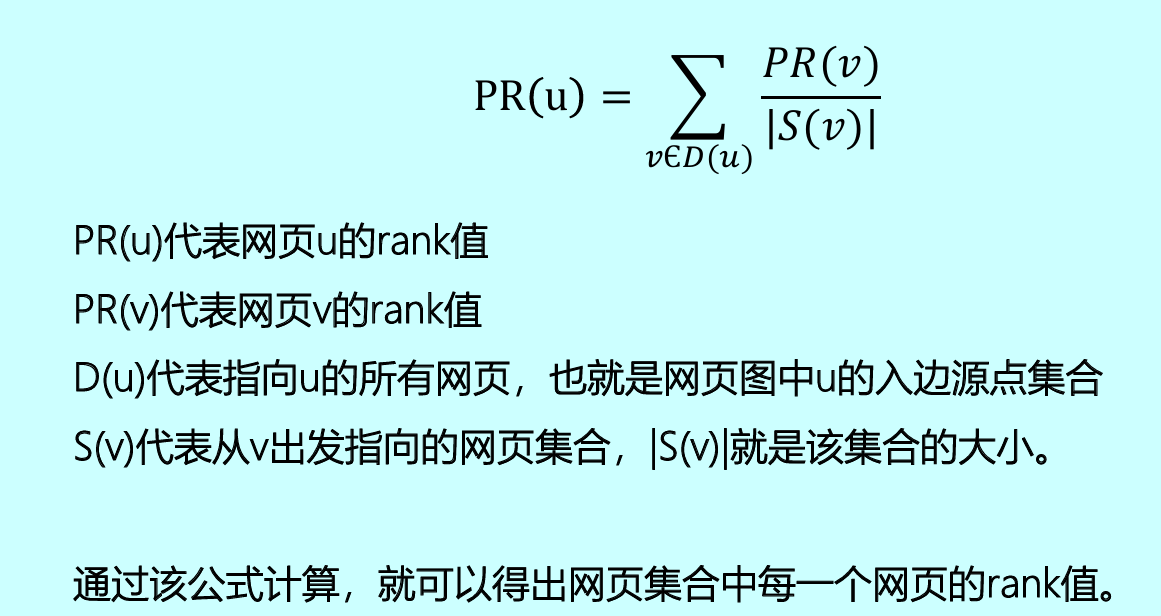 PR(u) = ∑_{v∈D(u)} PR(v)/|S(v)|
PR(u)代表网页u的rank值
PR(v)代表网页v的rank值
D(u)代表指向u的所有网页，也就是网页图中u的入边源点集合
S(v)代表从v出发指向的网页集合，|S(v)|就是该集合的大小。
通过该公式计算，就可以得出网页集合中每一个网页的rank值。